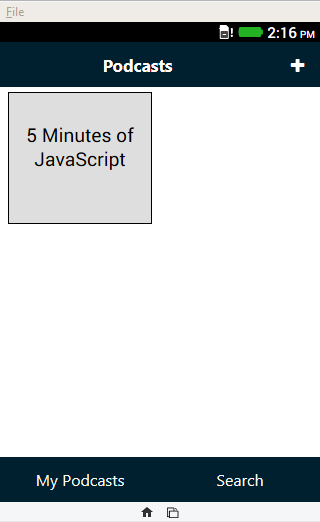 File
2:16 PM
Podcasts +
5 Minutes of
JavaScript
My Podcasts Search